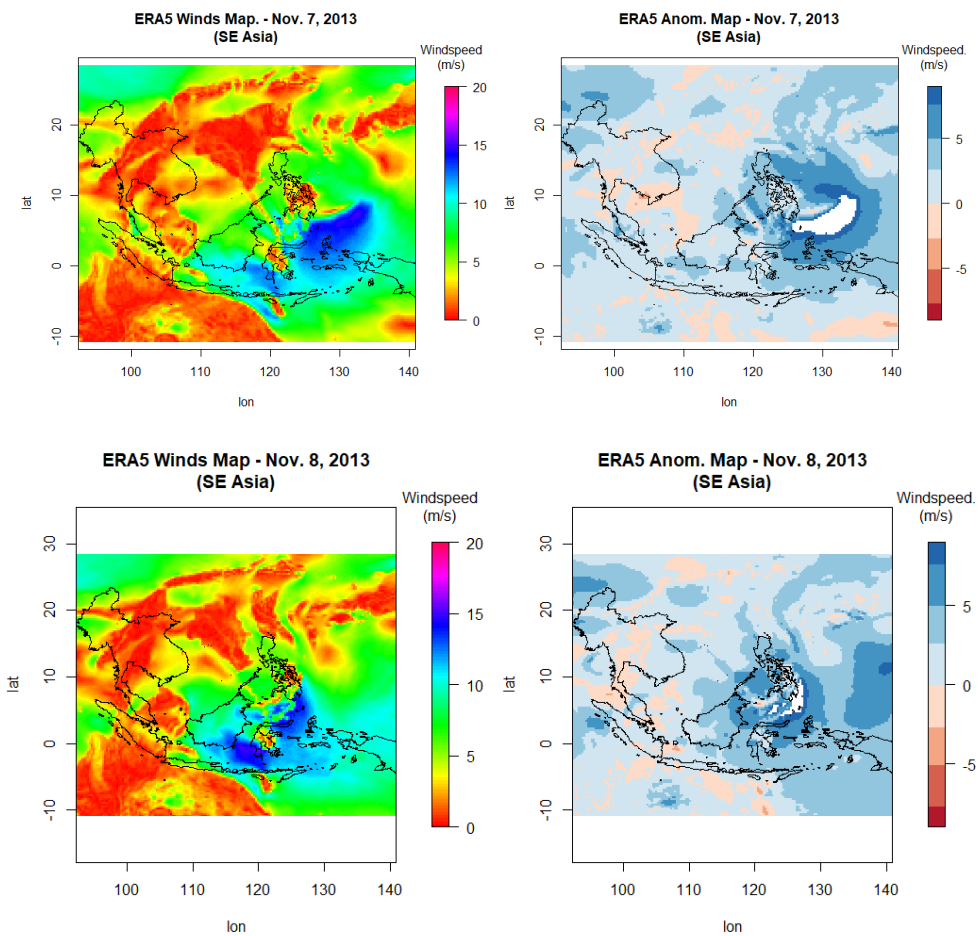 ERA5 Winds Map. - Nov. 7, 2013
(SE Asia)
Windspeed
(m/s)
20
15
10
5
0
lat
20
10
0
-10
100
110
120
130
140
lon
ERA5 Anom. Map - Nov. 7, 2013
(SE Asia)
Windspeed.
(m/s)
5
0
-5
lat
20
10
0
-10
100
110
120
130
140
lon
ERA5 Winds Map - Nov. 8, 2013
(SE Asia)
Windspeed
(m/s)
20
15
10
5
0
lat
30
20
10
0
-10
100
110
120
130
140
lon
ERA5 Anom. Map - Nov. 8, 2013
(SE Asia)
Windspeed.
(m/s)
5
0
-5
lat
30
20
10
0
-10
100
110
120
130
140
lon